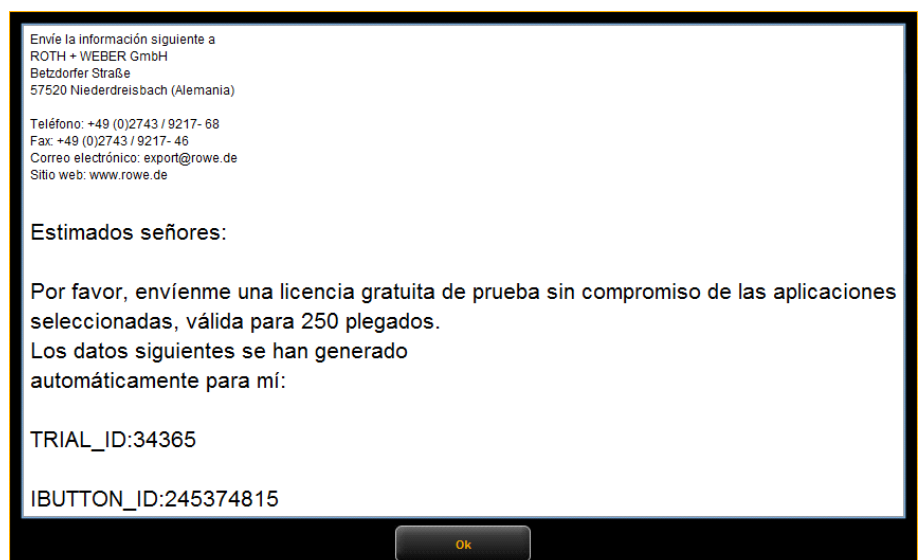 Envíe la información siguiente a
ROTH + WEBER GmbH
Betzdorfer Straße
57520 Niederdreisbach (Alemania)
Teléfono: +49 (0)2743 / 9217- 68
Fax: +49 (0)2743 / 9217- 46
Correo electrónico: export@rowe.de
Sitio web: www.rowe.de
Estimados señores:
Por favor, envíenme una licencia gratuita de prueba sin compromiso de las aplicaciones
seleccionadas, válida para 250 plegados.
Los datos siguientes se han generado
automáticamente para mí:
TRIAL_ID:34365
IBUTTON_ID:245374815
Ok